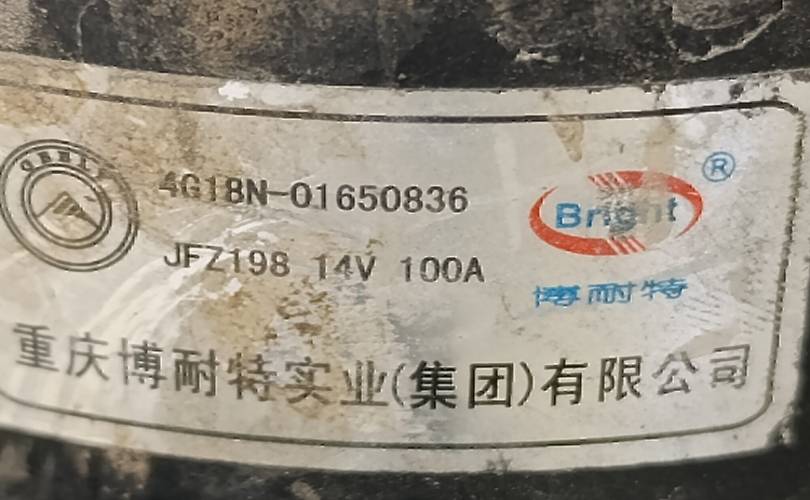 4G18N-01650836
JFZ198 14V 100A
Bright
®
博耐特
重庆博耐特实业(集团)有限公司